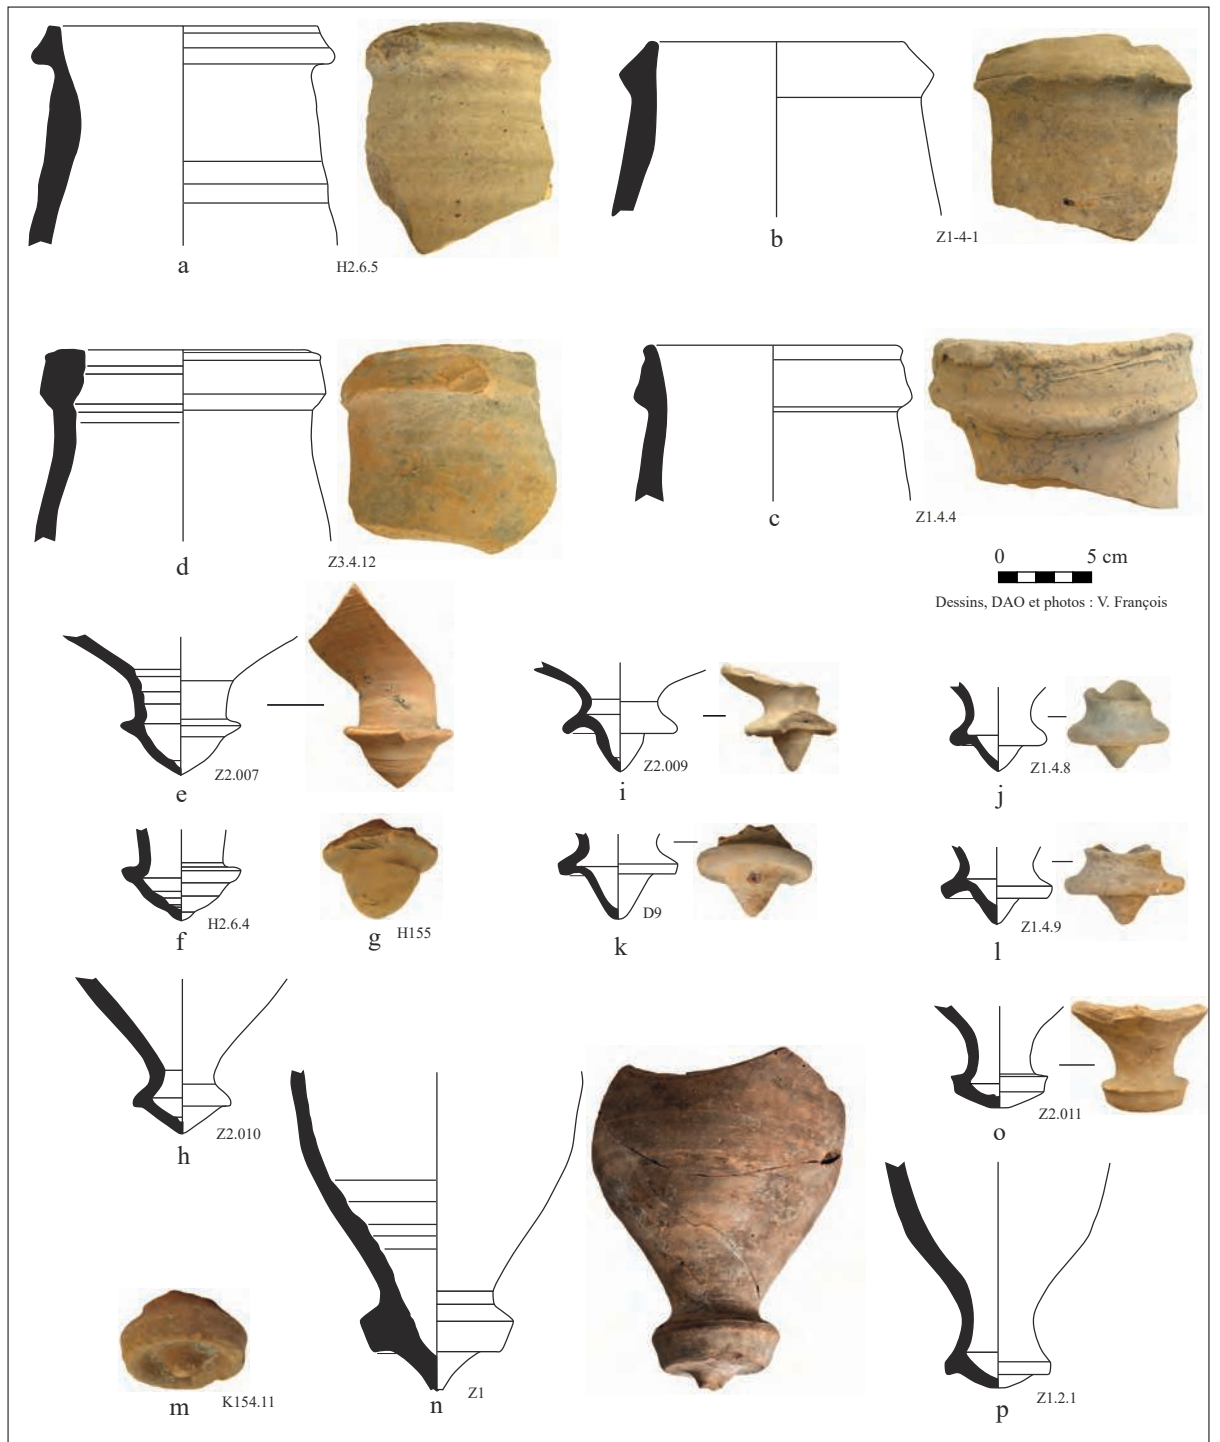 a
H2.6.5
b
Z1-4-1
d
Z3.4.12
c
Z1.4.4
0 5 cm
Dessins, DAO et photos : V. François
e
Z2.007
i
Z2.009
j
Z1.4.8
f
H2.6.4
g
H155
k
D9
l
Z1.4.9
h
Z2.010
o
Z2.011
m
K154.11
n
Z1
p
Z1.2.1